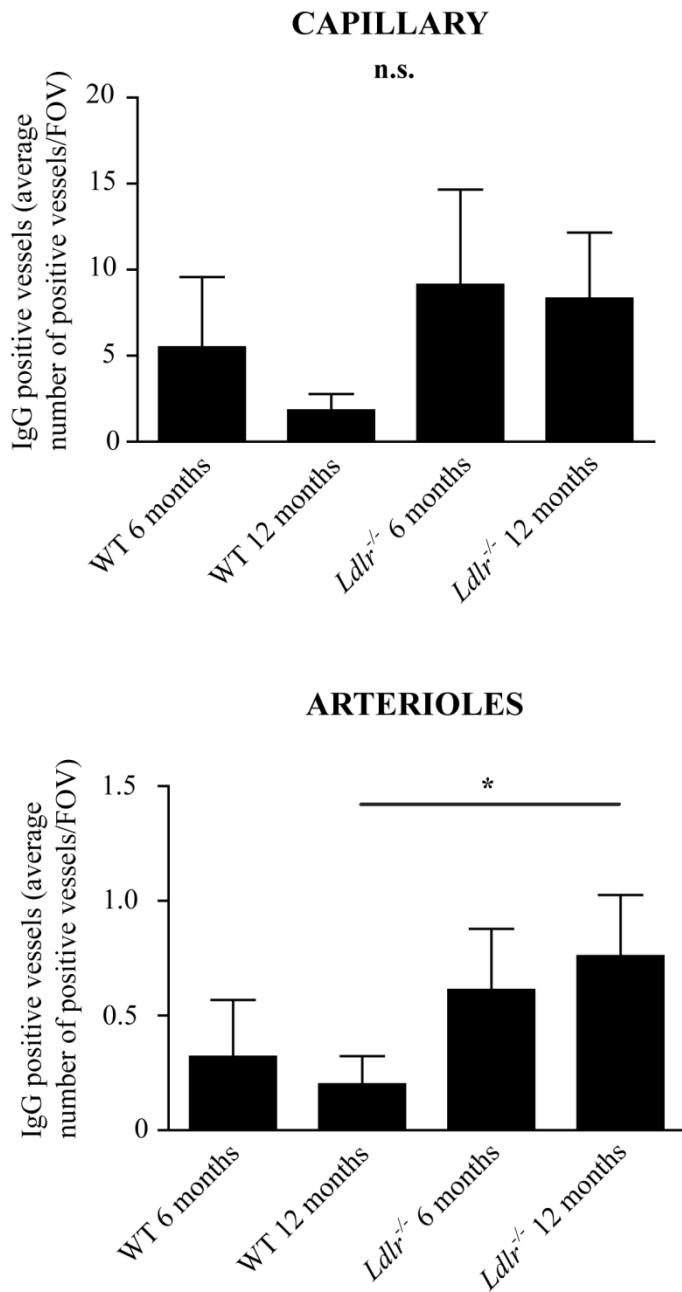 CAPILLARY
n.s.
IgG positive vessels (average
number of positive vessels/FOV)
20
15
10
5
0
WT 6 months
WT 12 months
Ldlr-/- 6 months
Ldlr-/- 12 months
ARTERIOLES
IgG positive vessels (average
number of positive vessels/FOV)
1.5
1.0
0.5
0
*
WT 6 months
WT 12 months
Ldlr-/- 6 months
Ldlr-/- 12 months